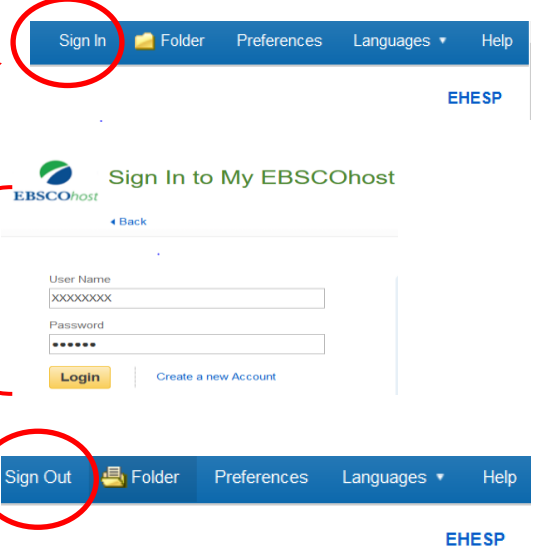 Sign In Folder Preferences Languages Help
EHESP
EBSCOhost
Sign In to My EBSCOhost
Back
User Name
XXXXXXXX
Password
••••••
Login Create a new Account
Sign Out Folder Preferences Languages Help
EHESP